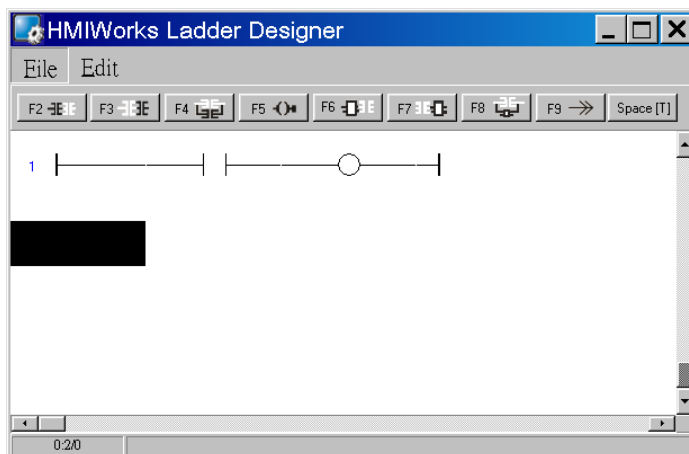 HMIWorks Ladder Designer
File Edit
F2 F3 F4 F5 F6 F7 F8 F9 Space [T]
1
0:2/0